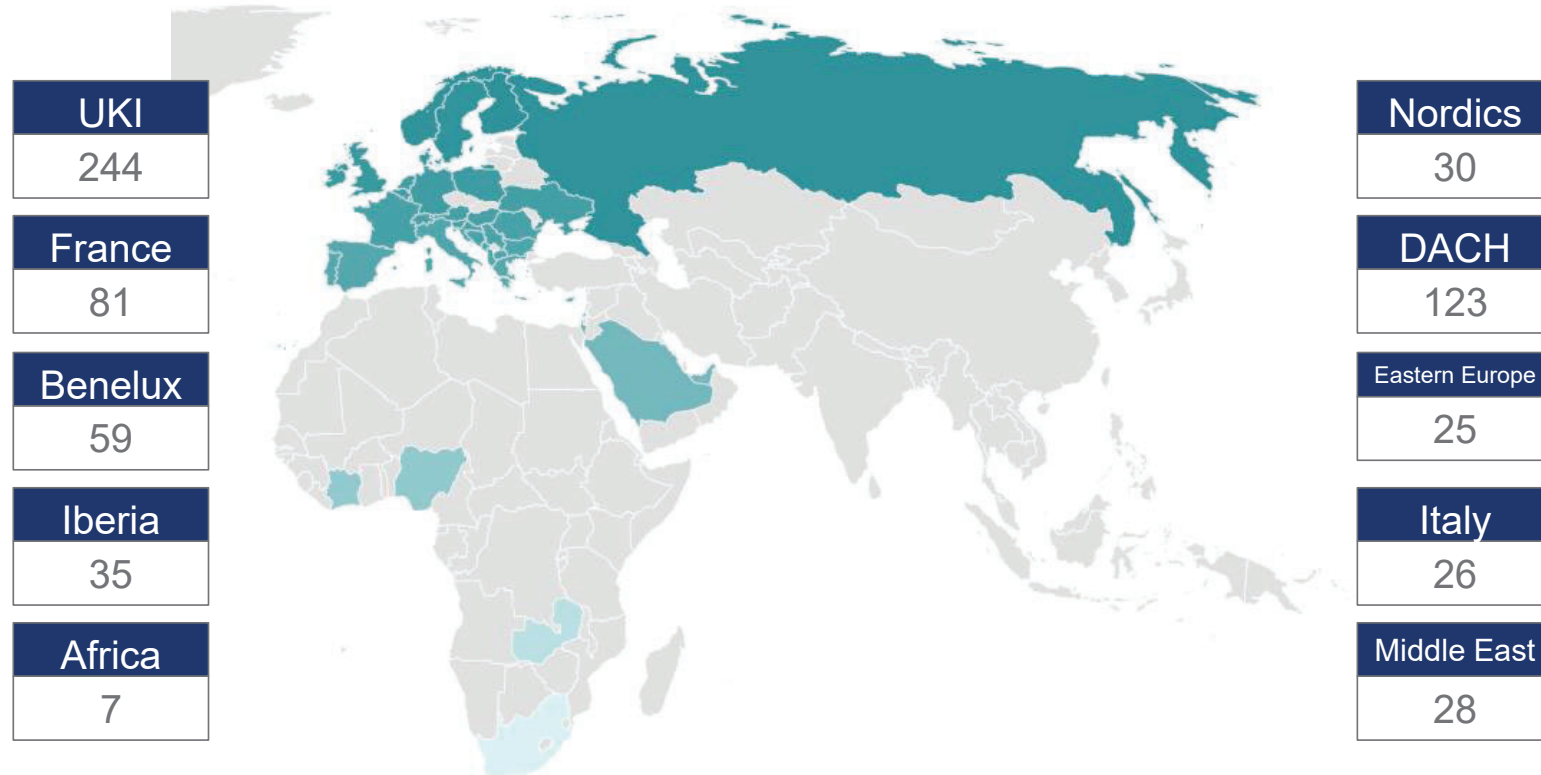 UKI
244
France
81
Benelux
59
Iberia
35
Africa
7
Nordics
30
DACH
123
Eastern Europe
25
Italy
26
Middle East
28